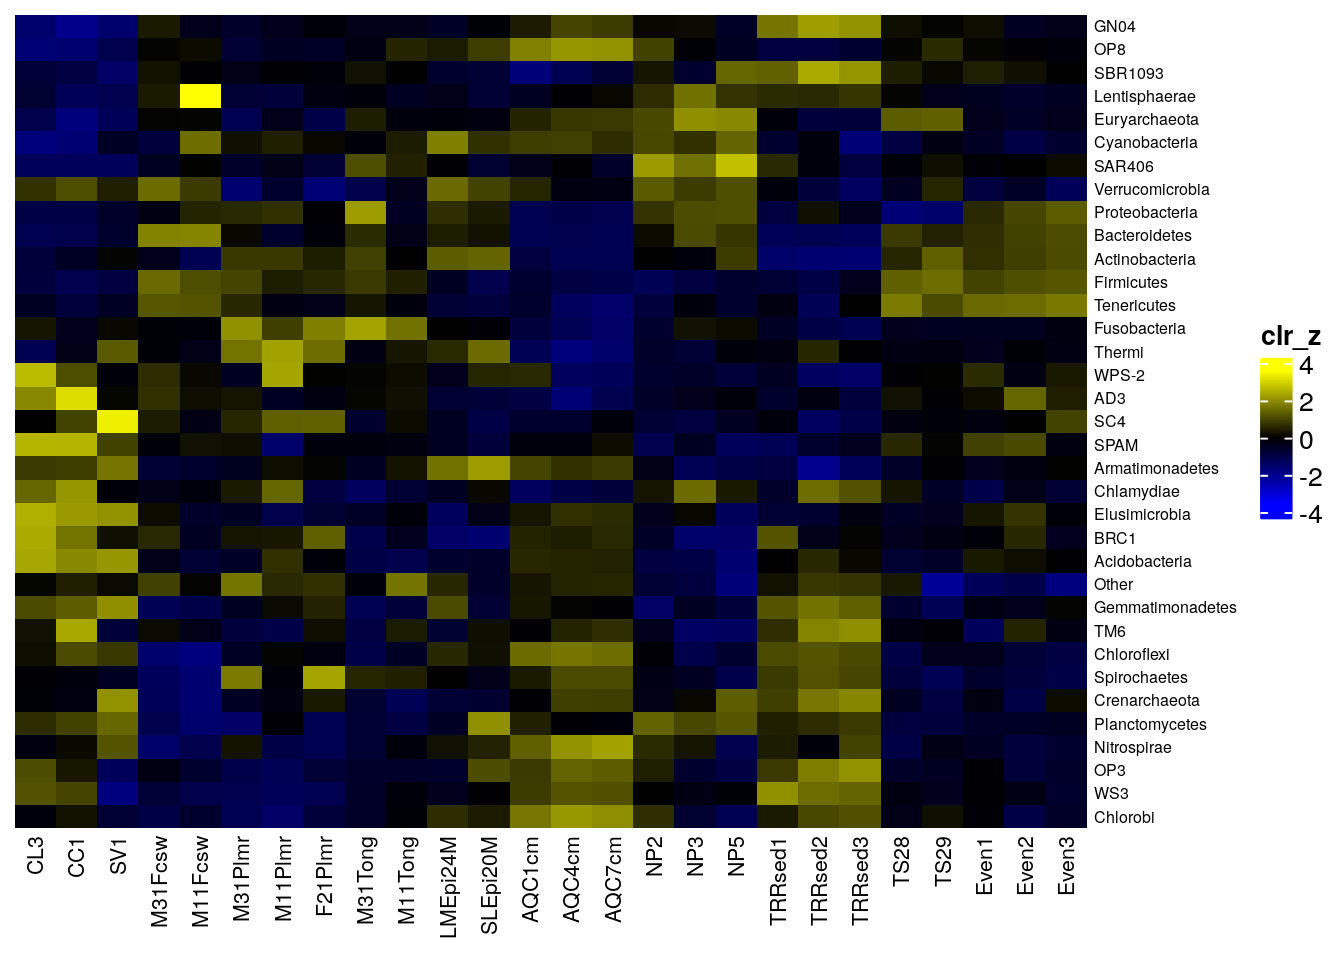 GN04
OP8
SBR1093
Lentisphaerae
Euryarchaeota
Cyanobacteria
SAR406
Verrucomicrobia
Proteobacteria
Bacteroidetes
Actinobacteria
Firmicutes
Tenericutes
Fusobacteria
Thermi
WPS-2
AD3
SC4
SPAM
Armatimonadetes
Chlamydiae
Elusimicrobia
BRC1
Acidobacteria
Other
Gemmatimonadetes
TM6
Chloroflexi
Spirochaetes
Crenarchaeota
Planctomycetes
Nitrospirae
OP3
WS3
Chlorobi
clr_z
4
2
0
-2
-4
CL3
CC1
SV1
M31Fcsw
M11Fcsw
M31Plmr
M11Plmr
F21Plmr
M31Tong
M11Tong
LMEpi24M
SLEpi20M
AQC1cm
AQC4cm
AQC7cm
NP2
NP3
NP5
TRRsed1
TRRsed2
TRRsed3
TS28
TS29
Even1
Even2
Even3